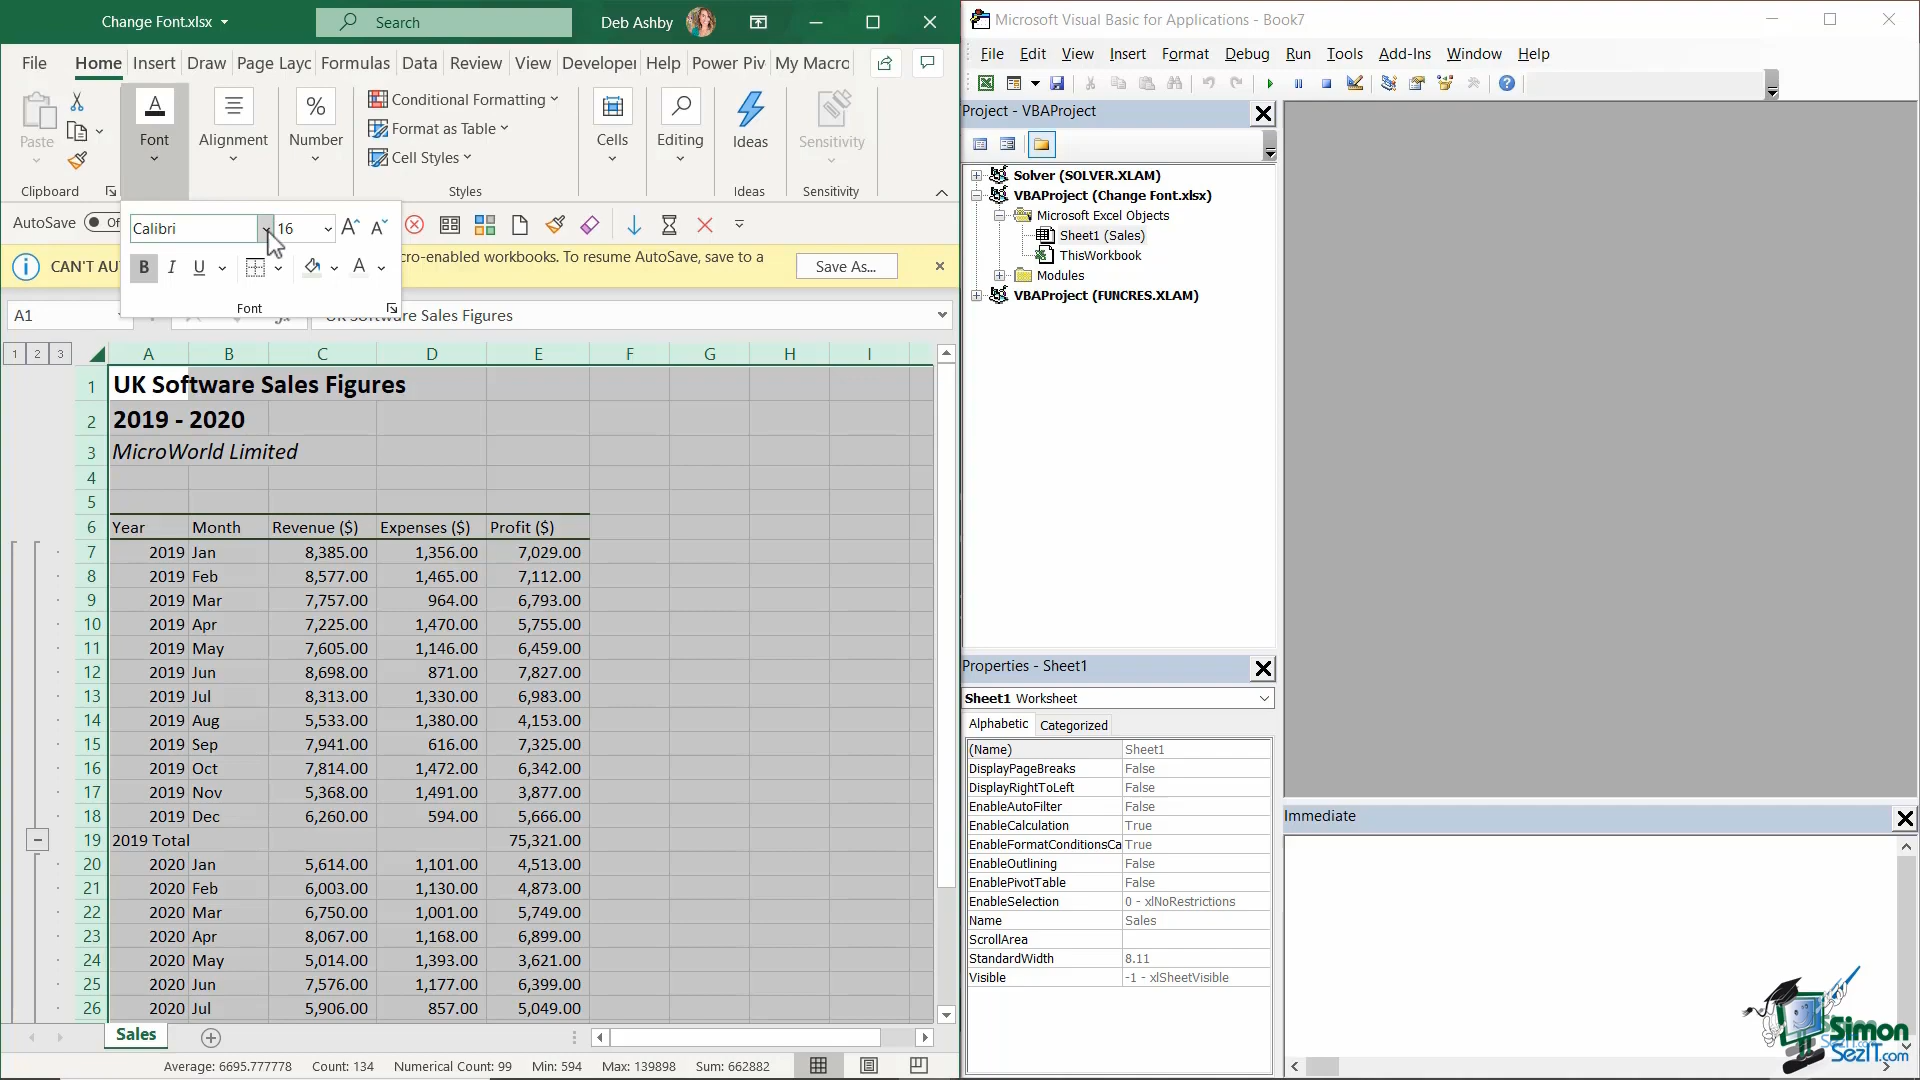 Change Font.xlsx
Search
Deb Ashby
File Home Insert Draw Page Layc Formulas Data Review View Developer Help Power Piv My Macro
Paste
Clipboard
Font
Alignment
Number
Conditional Formatting
Format as Table
Cell Styles
Styles
Cells
Editing
Ideas
Ideas
Sensitivity
Sensitivity
AutoSave Of
Calibri 16
B I U A
Font
CAN'T AU
cro-enabled workbooks. To resume AutoSave, save to a
Save As...
A1
UK Software Sales Figures
1 2 3
A B C D E F G H I
1 UK Software Sales Figures
2 2019 - 2020
3 MicroWorld Limited
4
5
6 Year Month Revenue ($) Expenses ($) Profit ($)
7 2019 Jan 8,385.00 1,356.00 7,029.00
8 2019 Feb 8,577.00 1,465.00 7,112.00
9 2019 Mar 7,757.00 964.00 6,793.00
10 2019 Apr 7,225.00 1,470.00 5,755.00
11 2019 May 7,605.00 1,146.00 6,459.00
12 2019 Jun 8,698.00 871.00 7,827.00
13 2019 Jul 8,313.00 1,330.00 6,983.00
14 2019 Aug 5,533.00 1,380.00 4,153.00
15 2019 Sep 7,941.00 616.00 7,325.00
16 2019 Oct 7,814.00 1,472.00 6,342.00
17 2019 Nov 5,368.00 1,491.00 3,877.00
18 2019 Dec 6,260.00 594.00 5,666.00
19 2019 Total 75,321.00
20 2020 Jan 5,614.00 1,101.00 4,513.00
21 2020 Feb 6,003.00 1,130.00 4,873.00
22 2020 Mar 6,750.00 1,001.00 5,749.00
23 2020 Apr 8,067.00 1,168.00 6,899.00
24 2020 May 5,014.00 1,393.00 3,621.00
25 2020 Jun 7,576.00 1,177.00 6,399.00
26 2020 Jul 5,906.00 857.00 5,049.00
Sales
Average: 6695.777778 Count: 134 Numerical Count: 99 Min: 594 Max: 139898 Sum: 662882
Microsoft Visual Basic for Applications - Book7
File Edit View Insert Format Debug Run Tools Add-Ins Window Help
Project - VBAProject
Solver (SOLVER.XLAM)
VBAProject (Change Font.xlsx)
Microsoft Excel Objects
Sheet1 (Sales)
ThisWorkbook
Modules
VBAProject (FUNCRES.XLAM)
Properties - Sheet1
Sheet1 Worksheet
Alphabetic Categorized
(Name) Sheet1
DisplayPageBreaks False
DisplayRightToLeft False
EnableAutoFilter False
EnableCalculation True
EnableFormatConditionsCa True
EnableOutlining False
EnablePivotTable False
EnableSelection 0 - xlNoRestrictions
Name Sales
ScrollArea
StandardWidth 8.11
Visible -1 - xlSheetVisible
Immediate
Simon
SezIT.com